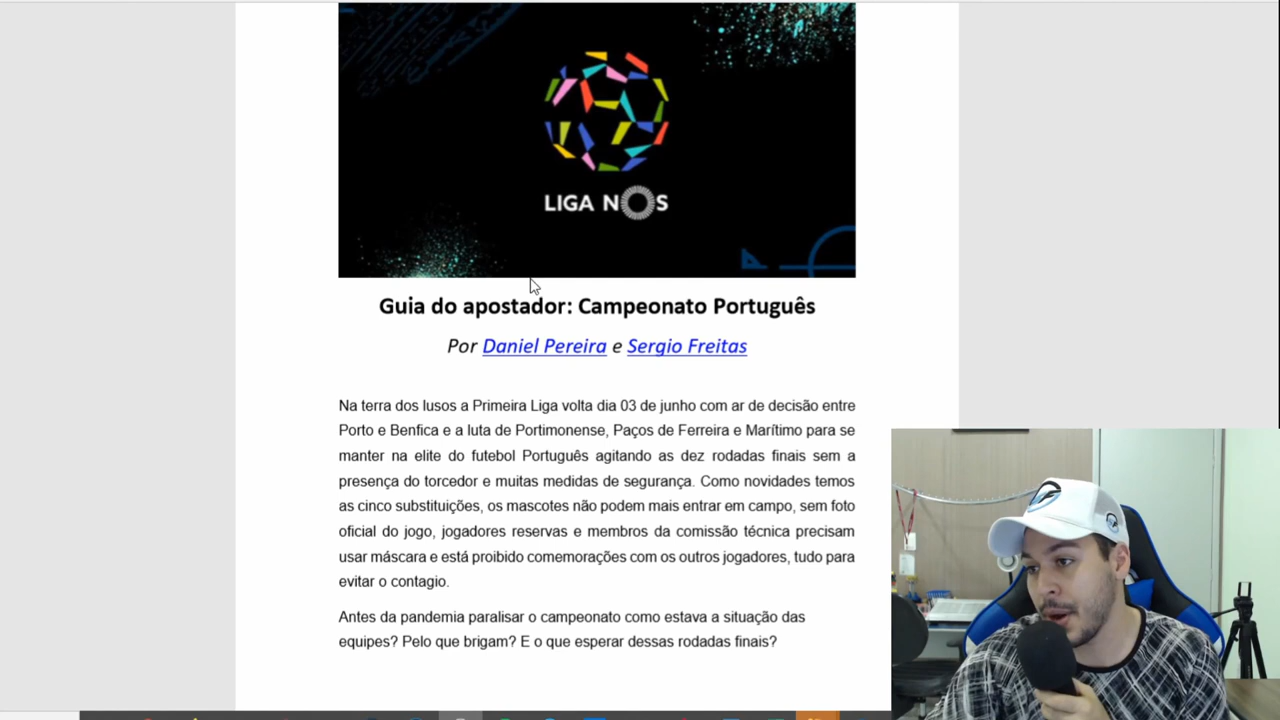 LIGA NOS
Guia do apostador: Campeonato Português
Por Daniel Pereira e Sergio Freitas
Na terra dos lusos a Primeira Liga volta dia 03 de junho com ar de decisão entre
Porto e Benfica e a luta de Portimonense, Paços de Ferreira e Marítimo para se
manter na elite do futebol Português agitando as dez rodadas finais sem a
presença do torcedor e muitas medidas de segurança. Como novidades temos
as cinco substituições, os mascotes não podem mais entrar em campo, sem foto
oficial do jogo, jogadores reservas e membros da comissão técnica precisam
usar máscara e está proibido comemorações com os outros jogadores, tudo para
evitar o contagio.
Antes da pandemia paralisar o campeonato como estava a situação das
equipes? Pelo que brigam? E o que esperar dessas rodadas finais?